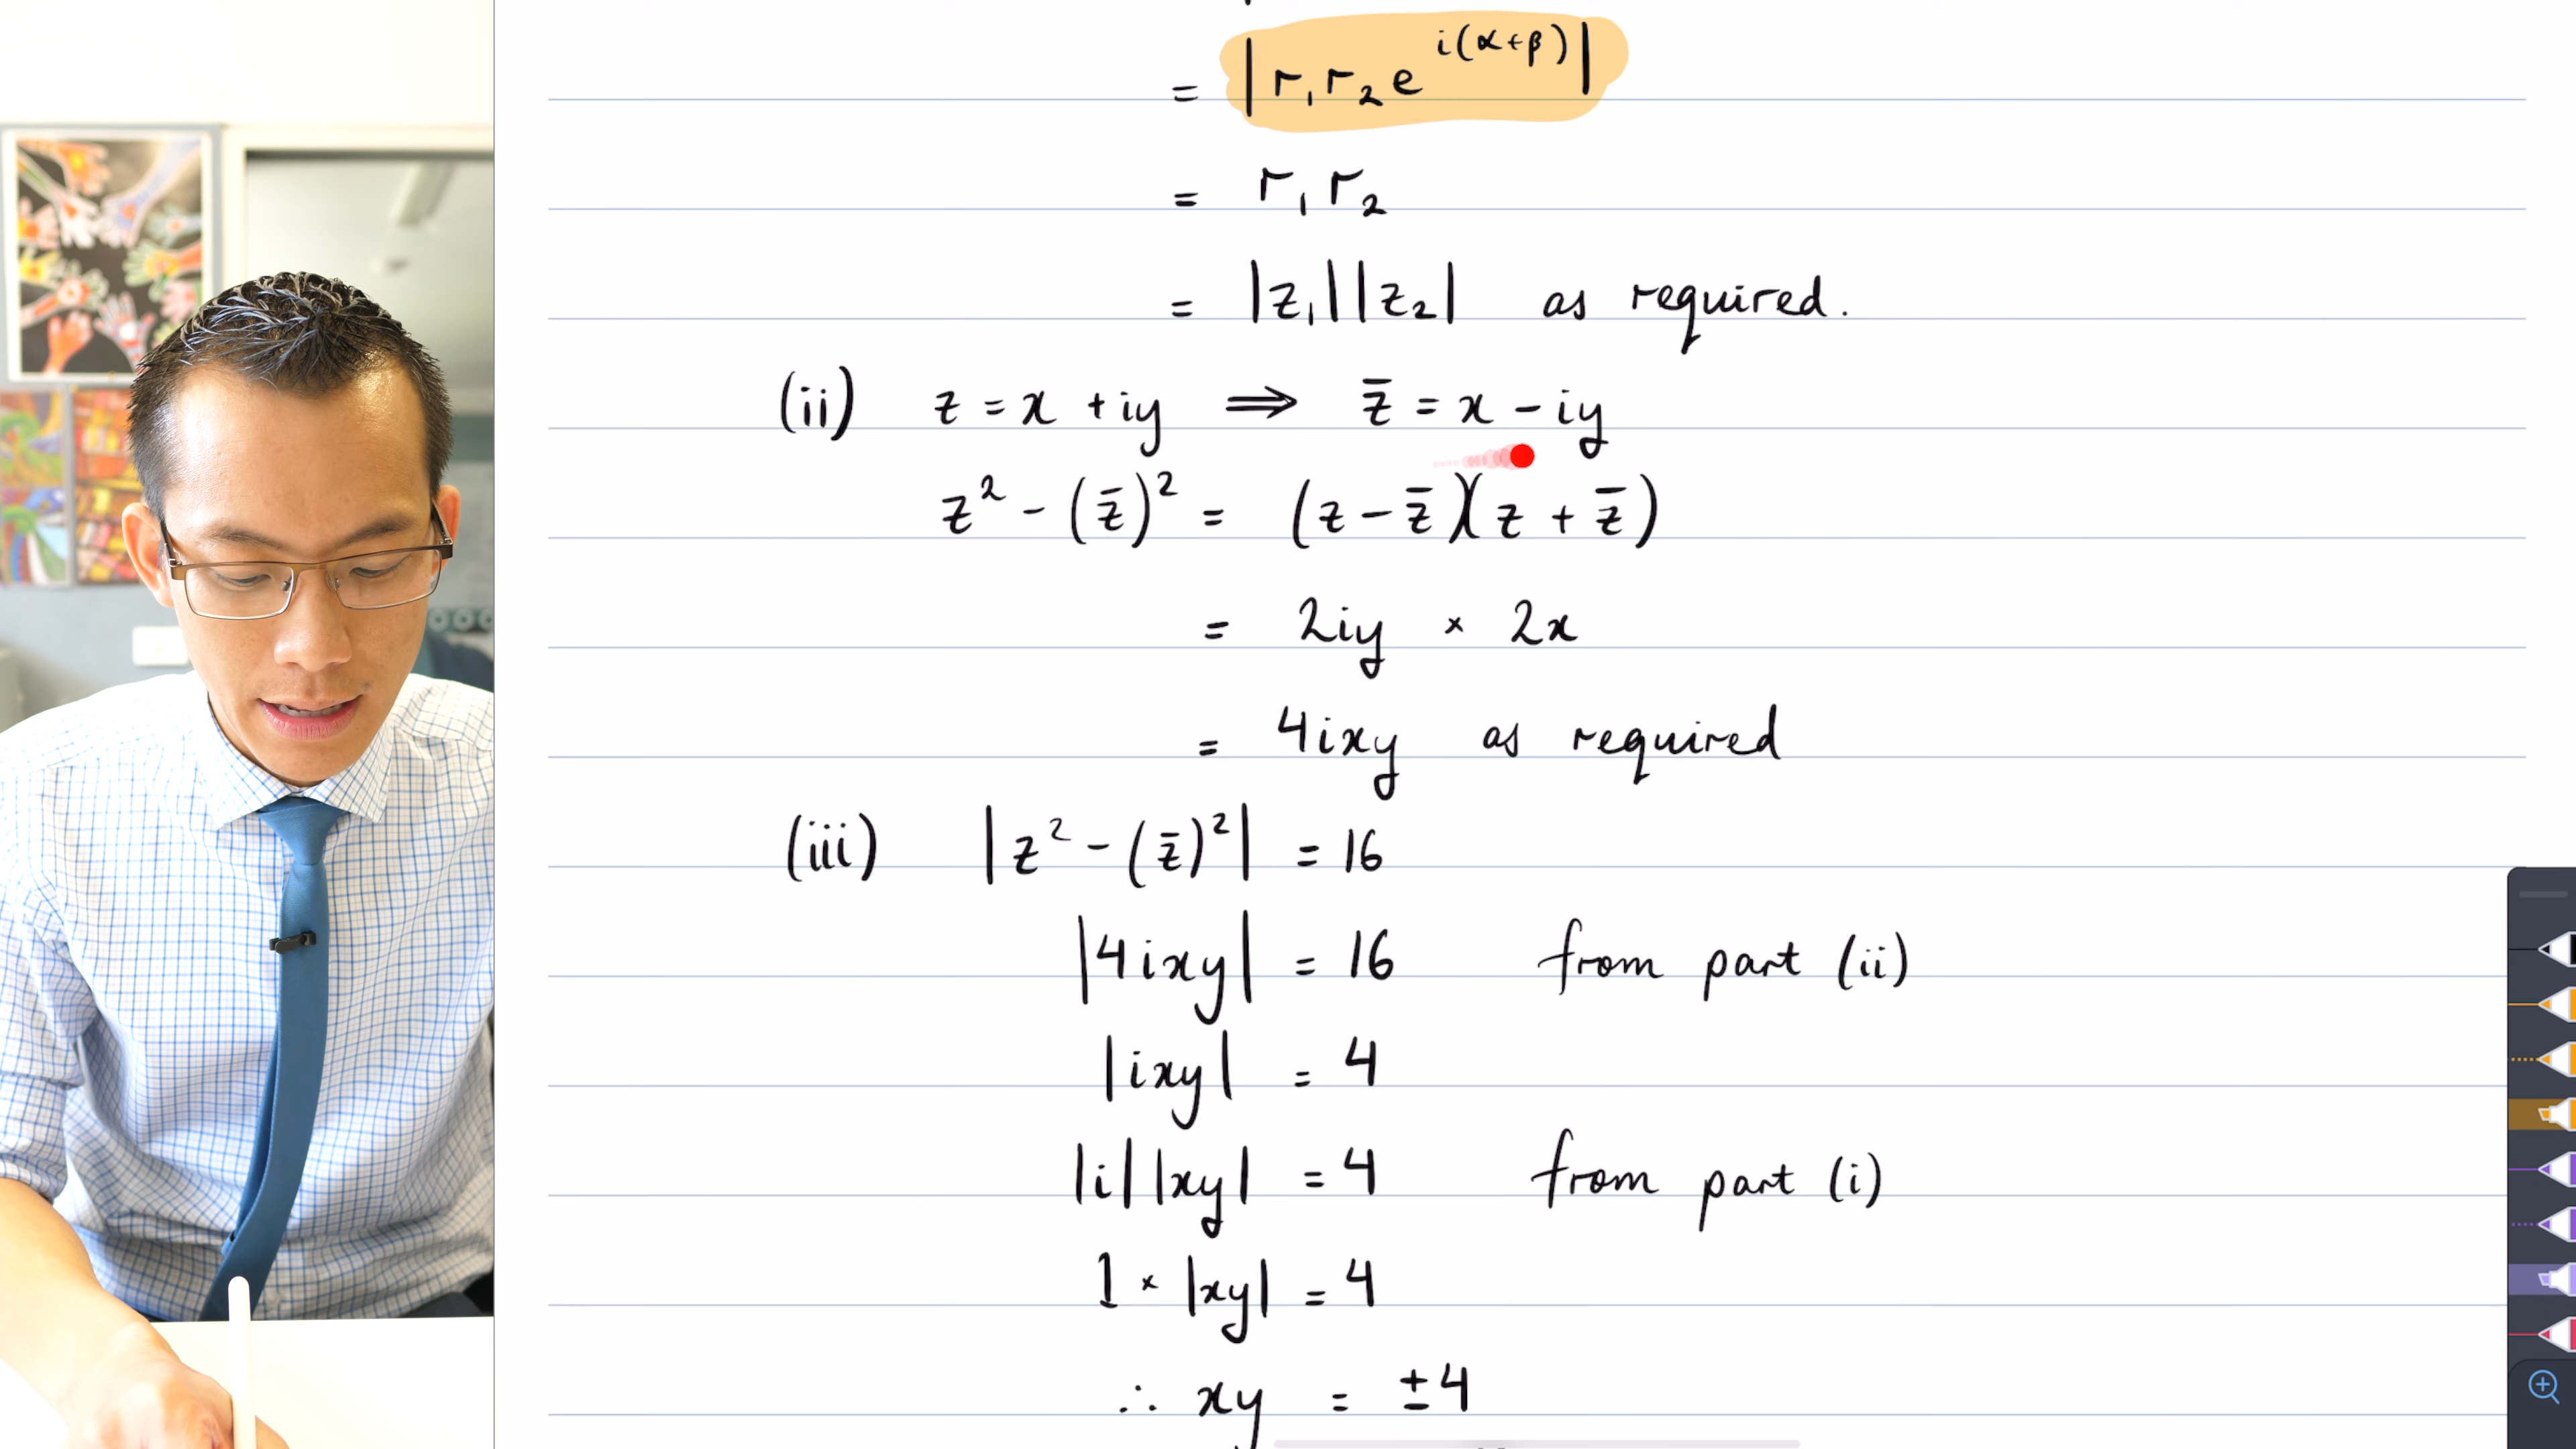 = |r₁r₂e^{i(α+β)}|
= r₁r₂
= |z₁||z₂| as required.
(ii) z = x + iy ⟹ z̄ = x − iy
z² − (z̄)² = (z − z̄)(z + z̄)
= 2iy × 2x
= 4ixy as required
(iii) |z² − (z̄)²| = 16
|4ixy| = 16 from part (ii)
|ixy| = 4
|i||xy| = 4 from part (i)
1 × |xy| = 4
∴ xy = ±4